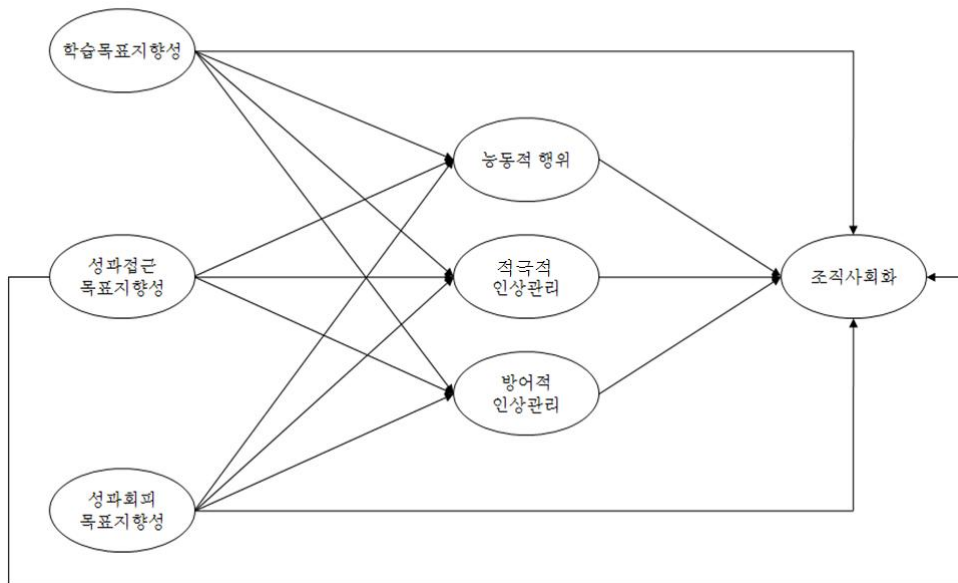 학습목표지향성
능동적 행위
성과접근
목표지향성
적극적
인상관리
조직사회화
방어적
인상관리
성과회피
목표지향성